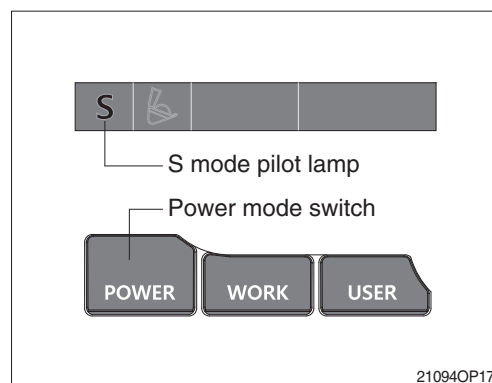 S
S mode pilot lamp
Power mode switch
POWER WORK USER
21094OP17